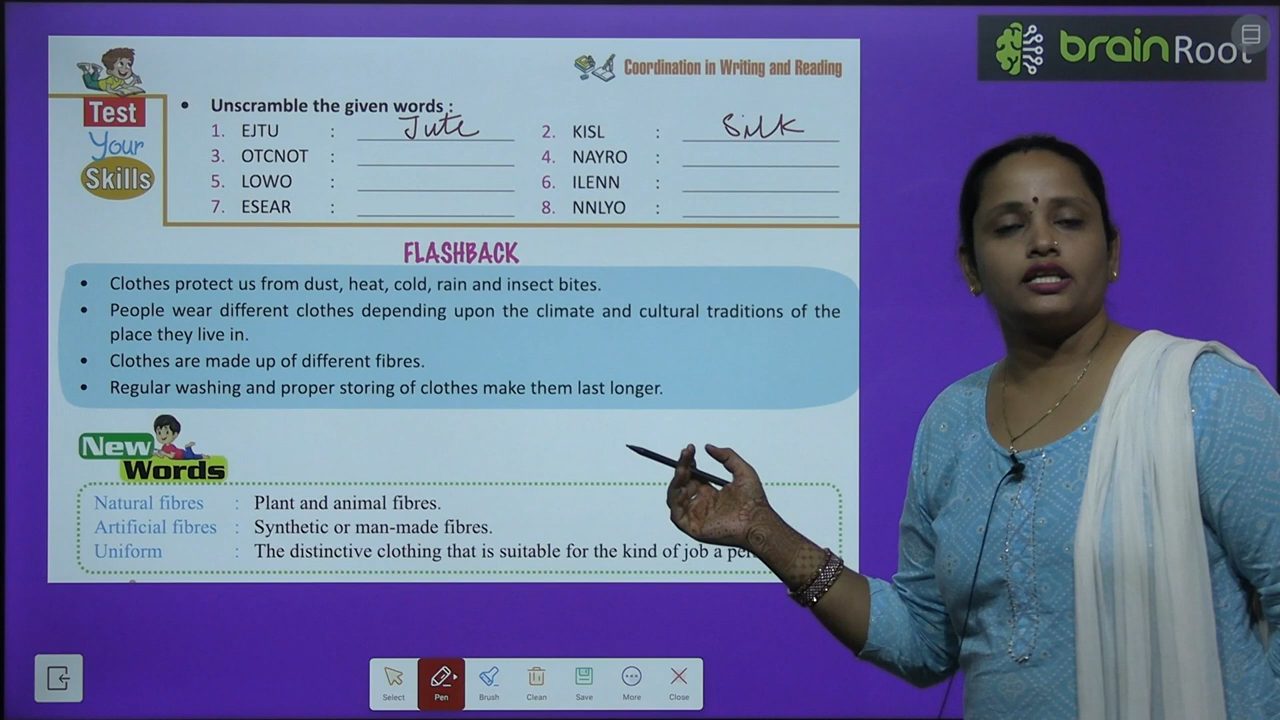 brainRoot
Coordination in Writing and Reading
Test
Your
Skills
• Unscramble the given words :
1. EJTU : Jute 2. KISL : Silk
3. OTCNOT : 4. NAYRO :
5. LOWO : 6. ILENN :
7. ESEAR : 8. NNLYO :
FLASHBACK
• Clothes protect us from dust, heat, cold, rain and insect bites.
• People wear different clothes depending upon the climate and cultural traditions of the
place they live in.
• Clothes are made up of different fibres.
• Regular washing and proper storing of clothes make them last longer.
New
Words
Natural fibres : Plant and animal fibres.
Artificial fibres : Synthetic or man-made fibres.
Uniform : The distinctive clothing that is suitable for the kind of job a
Select Pen Brush Clean Save More Close